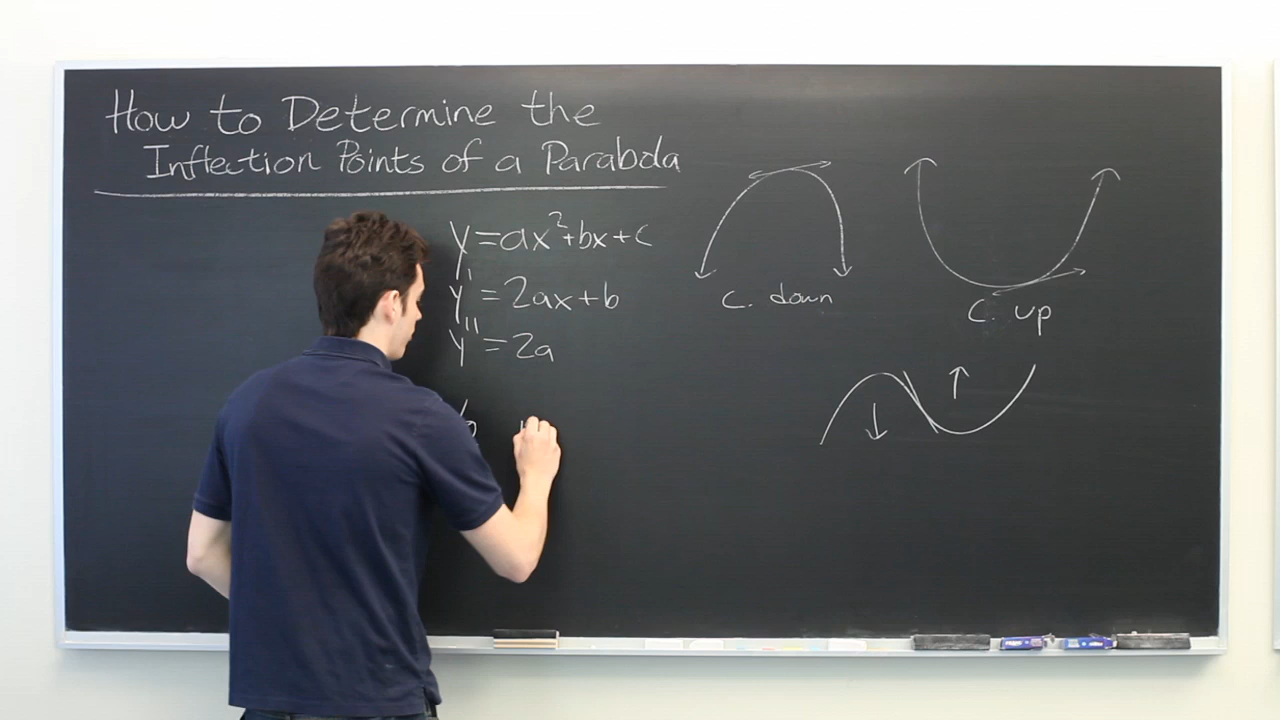 How to Determine the
Inflection Points of a Parabola
y=ax²+bx+c
y'=2ax+b
y''=2a
c. down
c. up